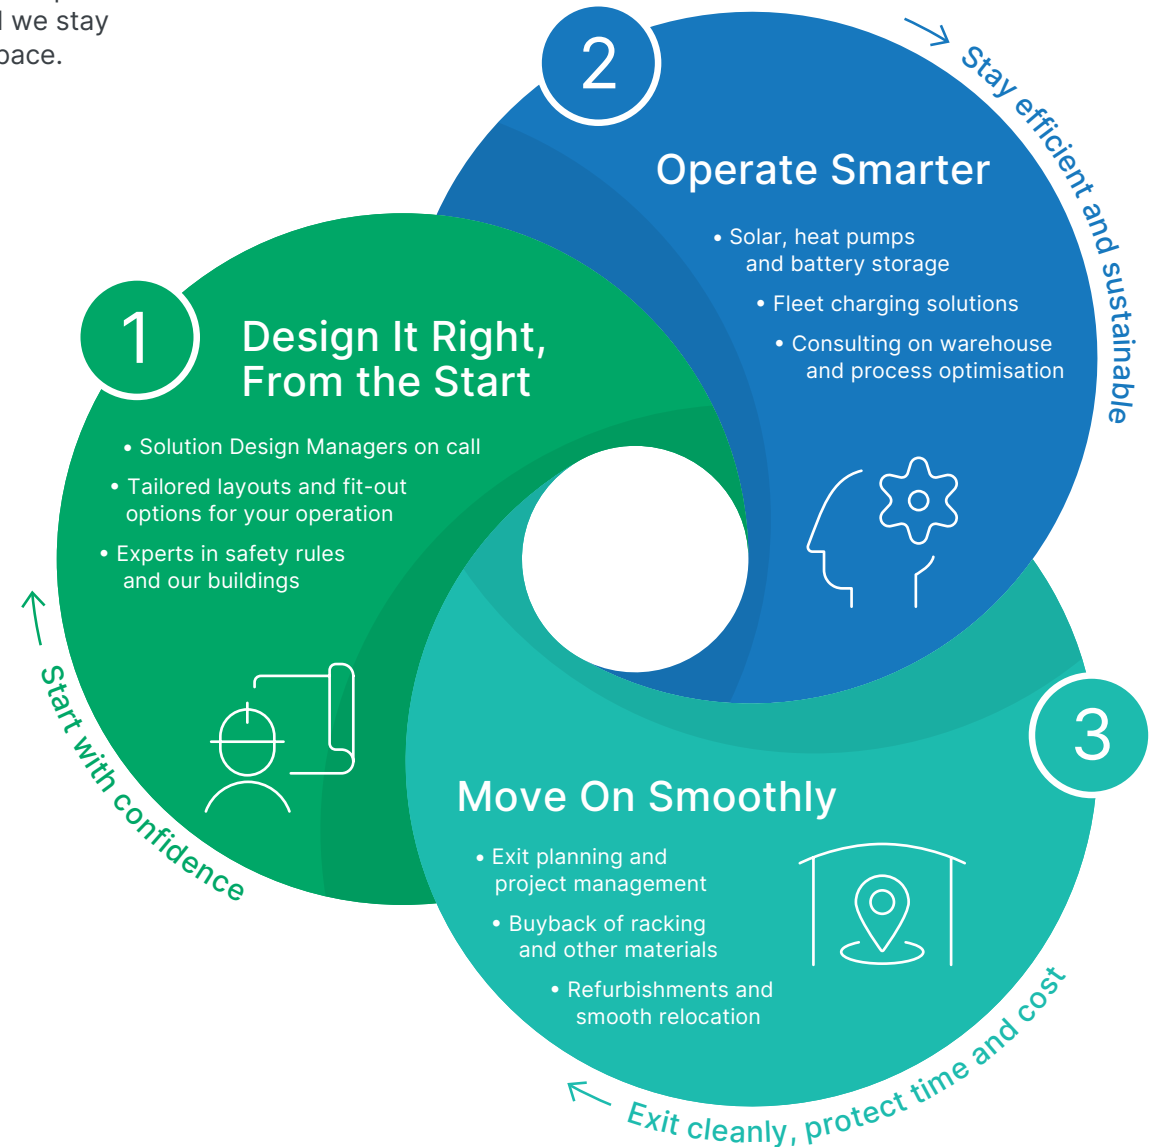 we stay
2
Operate Smarter
• Solar, heat pumps
and battery storage
• Fleet charging solutions
• Consulting on warehouse
and process optimisation
Stay efficient and sustainable
1
Design It Right,
From the Start
• Solution Design Managers on call
• Tailored layouts and fit-out
options for your operation
• Experts in safety rules
and our buildings
Start with confidence
3
Move On Smoothly
• Exit planning and
project management
• Buyback of racking
and other materials
• Refurbishments and
smooth relocation
Exit cleanly, protect time and cost